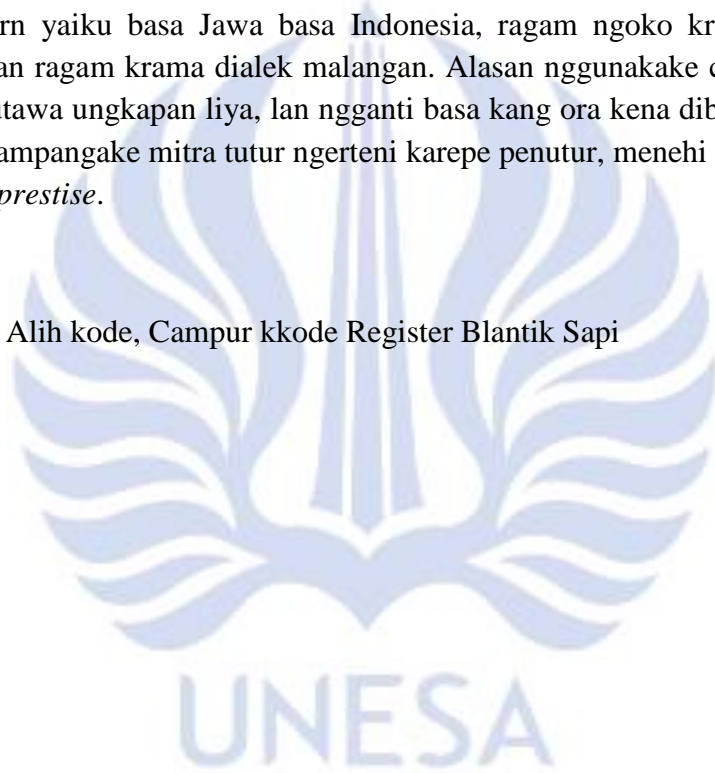 rn yaiku basa Jawa basa Indonesia, ragam ngoko kr
an ragam krama dialek malangan. Alasan nggunakake
utawa ungkapan liya, lan ngganti basa kang ora kena dib
ampangake mitra tutur ngerteni karepe penutur, menehi
prestise.
Alih kode, Campur kkode Register Blantik Sapi
UNESA